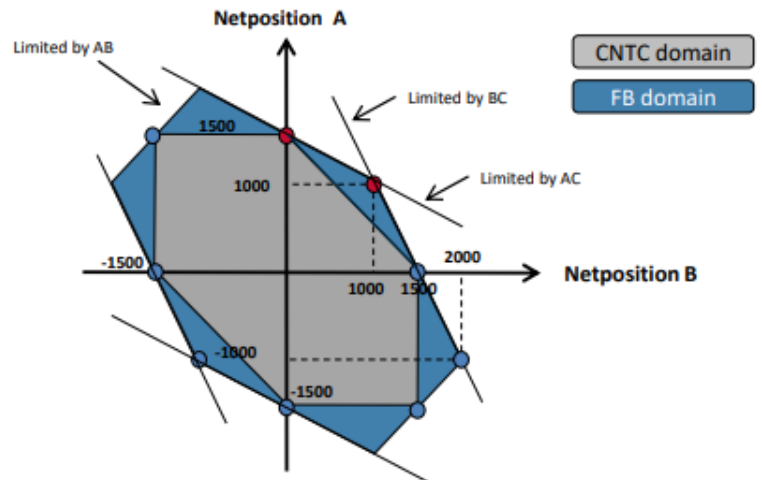 Netposition A
Limited by AB
CNTC domain
FB domain
Limited by BC
1500
Limited by AC
1000
-1500
2000
Netposition B
1000
1500
-1000
-1500